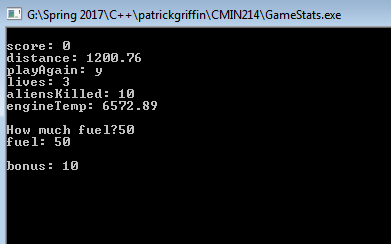 G:\Spring 2017\C++\patrickgriffin\CMIN214\GameStats.exe
score: 0
distance: 1200.76
playAgain: y
lives: 3
aliensKilled: 10
engineTemp: 6572.89
How much fuel?50
fuel: 50
bonus: 10